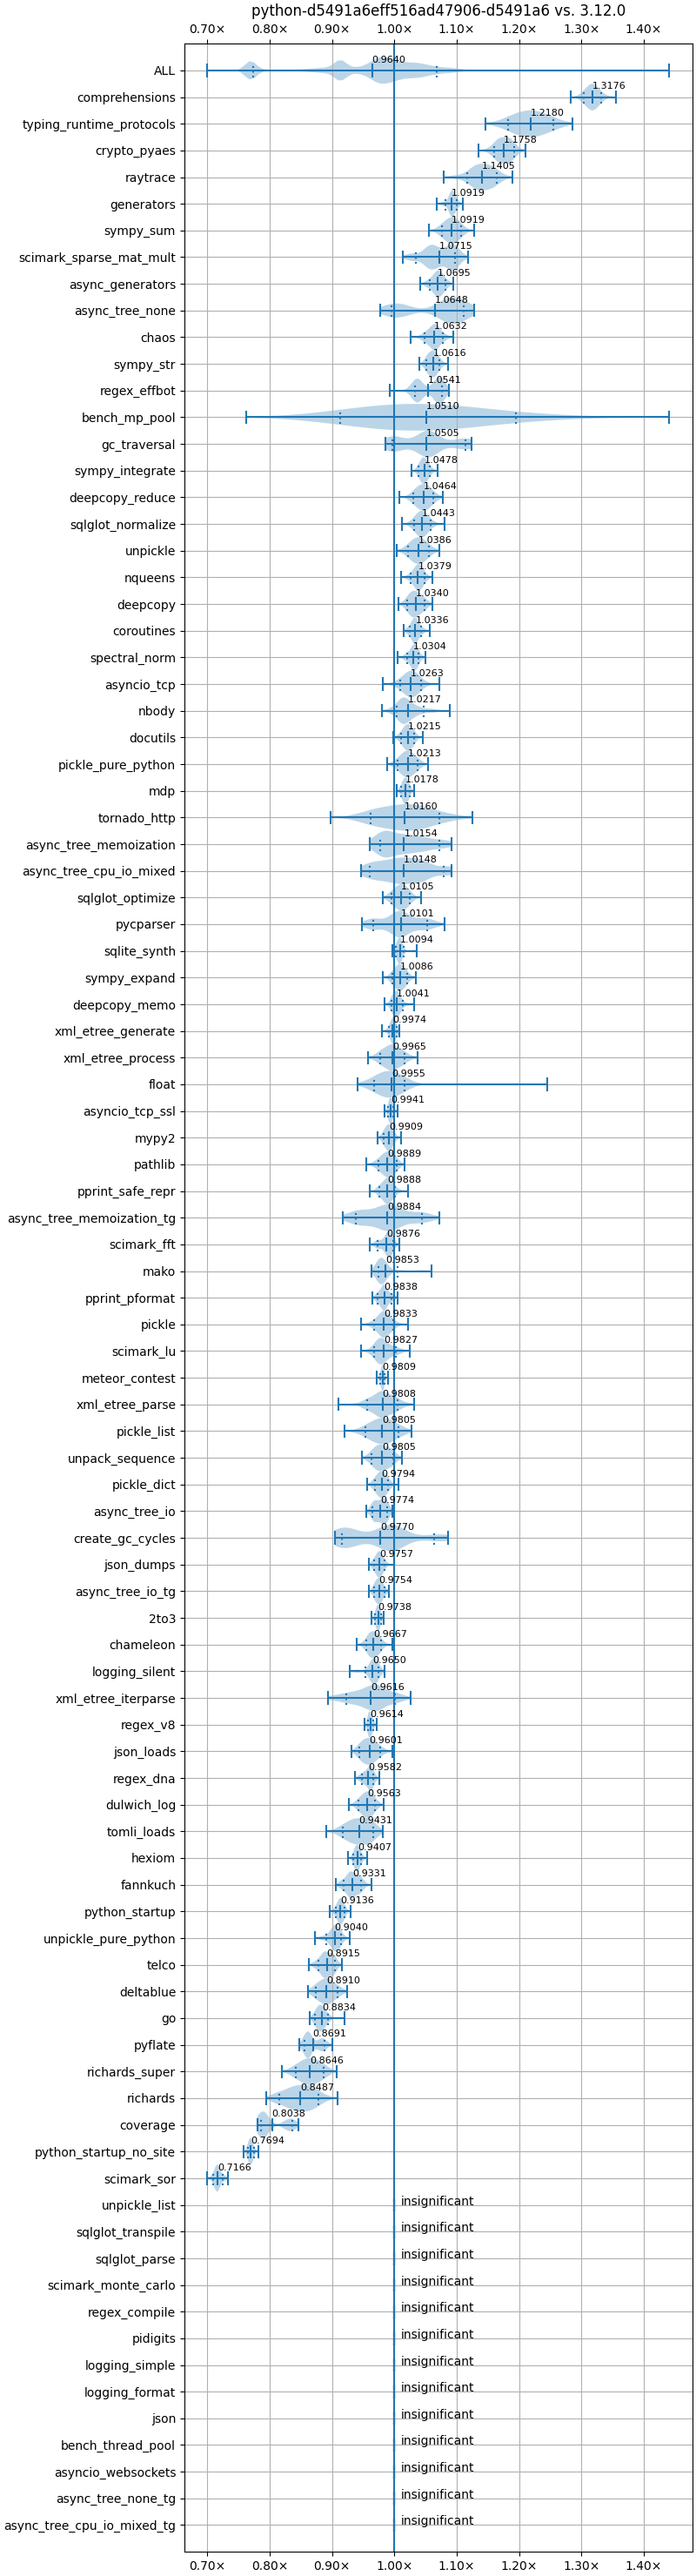 python-d5491a6eff516ad47906-d5491a6 vs. 3.12.0
0.70× 0.80× 0.90× 1.00× 1.10× 1.20× 1.30× 1.40×
ALL 0.9640
comprehensions 1.3176
typing_runtime_protocols 1.2180
crypto_pyaes 1.1758
raytrace 1.1405
generators 1.0919
sympy_sum 1.0919
scimark_sparse_mat_mult 1.0715
async_generators 1.0695
async_tree_none 1.0648
chaos 1.0632
sympy_str 1.0616
regex_effbot 1.0541
bench_mp_pool 1.0510
gc_traversal 1.0505
sympy_integrate 1.0478
deepcopy_reduce 1.0464
sqlglot_normalize 1.0443
unpickle 1.0386
nqueens 1.0379
deepcopy 1.0340
coroutines 1.0336
spectral_norm 1.0304
asyncio_tcp 1.0263
nbody 1.0217
docutils 1.0215
pickle_pure_python 1.0213
mdp 1.0178
tornado_http 1.0160
async_tree_memoization 1.0154
async_tree_cpu_io_mixed 1.0148
sqlglot_optimize 1.0105
pycparser 1.0101
sqlite_synth 1.0094
sympy_expand 1.0086
deepcopy_memo 1.0041
xml_etree_generate 0.9974
xml_etree_process 0.9965
float 0.9955
asyncio_tcp_ssl 0.9941
mypy2 0.9909
pathlib 0.9889
pprint_safe_repr 0.9888
async_tree_memoization_tg 0.9884
scimark_fft 0.9876
mako 0.9853
pprint_pformat 0.9838
pickle 0.9833
scimark_lu 0.9827
meteor_contest 0.9809
xml_etree_parse 0.9808
pickle_list 0.9805
unpack_sequence 0.9805
pickle_dict 0.9794
async_tree_io 0.9774
create_gc_cycles 0.9770
json_dumps 0.9757
async_tree_io_tg 0.9754
2to3 0.9738
chameleon 0.9667
logging_silent 0.9650
xml_etree_iterparse 0.9616
regex_v8 0.9614
json_loads 0.9601
regex_dna 0.9582
dulwich_log 0.9563
tomli_loads 0.9431
hexiom 0.9407
fannkuch 0.9331
python_startup 0.9136
unpickle_pure_python 0.9040
telco 0.8915
deltablue 0.8910
go 0.8834
pyflate 0.8691
richards_super 0.8646
richards 0.8487
coverage 0.8038
python_startup_no_site 0.7694
scimark_sor 0.7166
unpickle_list insignificant
sqlglot_transpile insignificant
sqlglot_parse insignificant
scimark_monte_carlo insignificant
regex_compile insignificant
pidigits insignificant
logging_simple insignificant
logging_format insignificant
json insignificant
bench_thread_pool insignificant
asyncio_websockets insignificant
async_tree_none_tg insignificant
async_tree_cpu_io_mixed_tg insignificant
0.70× 0.80× 0.90× 1.00× 1.10× 1.20× 1.30× 1.40×